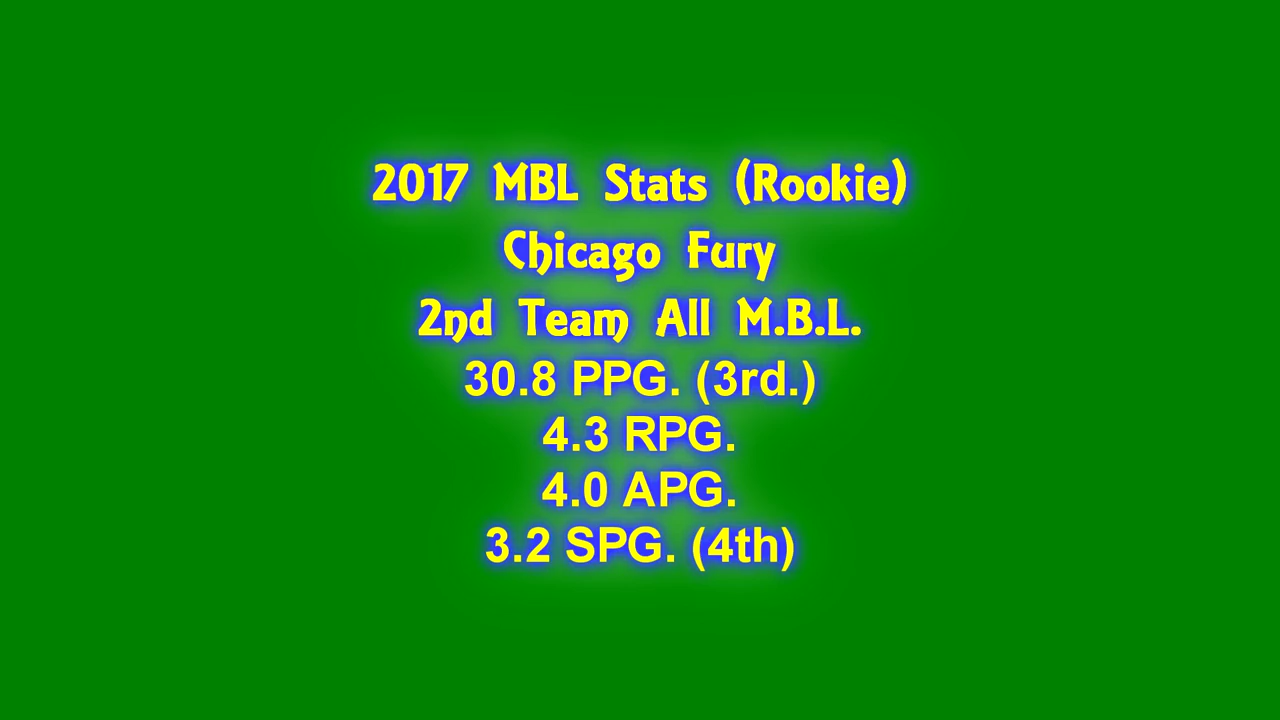 2017 MBL Stats (Rookie)
Chicago Fury
2nd Team All M.B.L.
30.8 PPG. (3rd.)
4.3 RPG.
4.0 APG.
3.2 SPG. (4th)